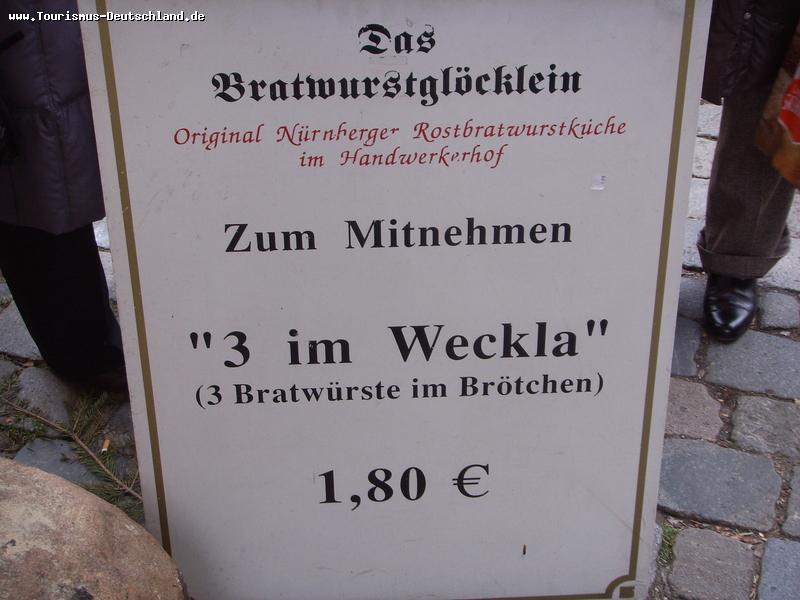 www.Tourismus-Deutschland.de
Das
Bratwurstglöcklein
Original Nürnberger Rostbratwurstküche
im Handwerkerhof
Zum Mitnehmen
"3 im Weckla"
(3 Bratwürste im Brötchen)
1,80 €